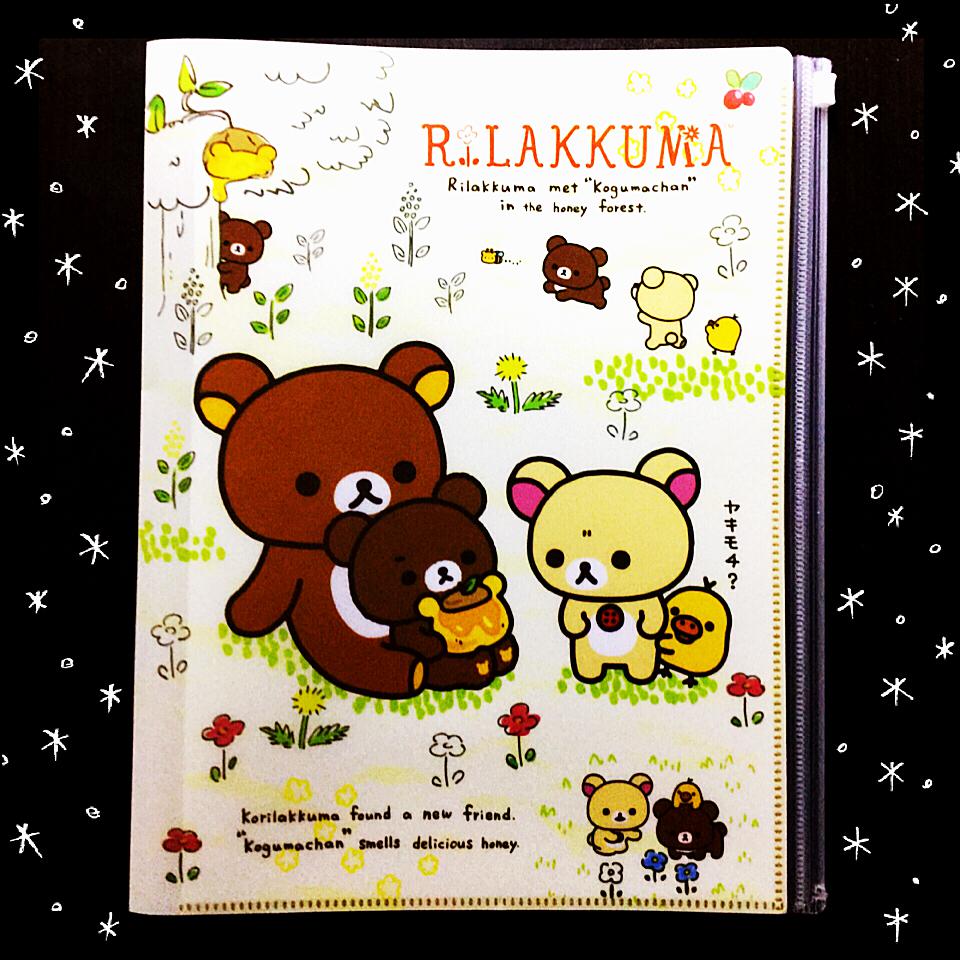 RiLAKKUMA
Rilakkuma met "Kogumachan"
in the honey forest.
ヤキモチ?
Korilakkuma found a new friend.
"Kogumachan" smells delicious honey.